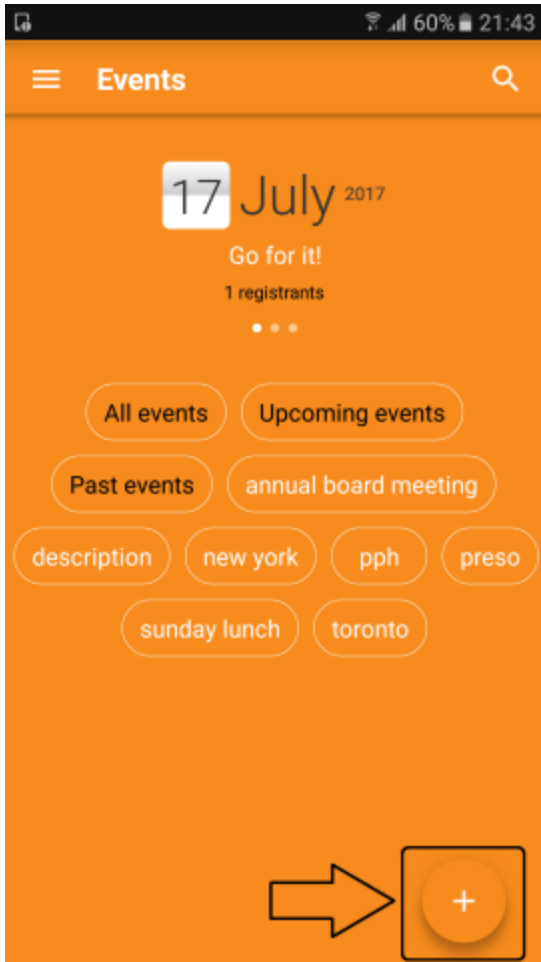 60% 21:43
Events
17 July 2017
Go for it!
1 registrants
All events Upcoming events
Past events annual board meeting
description new york pph preso
sunday lunch toronto
+